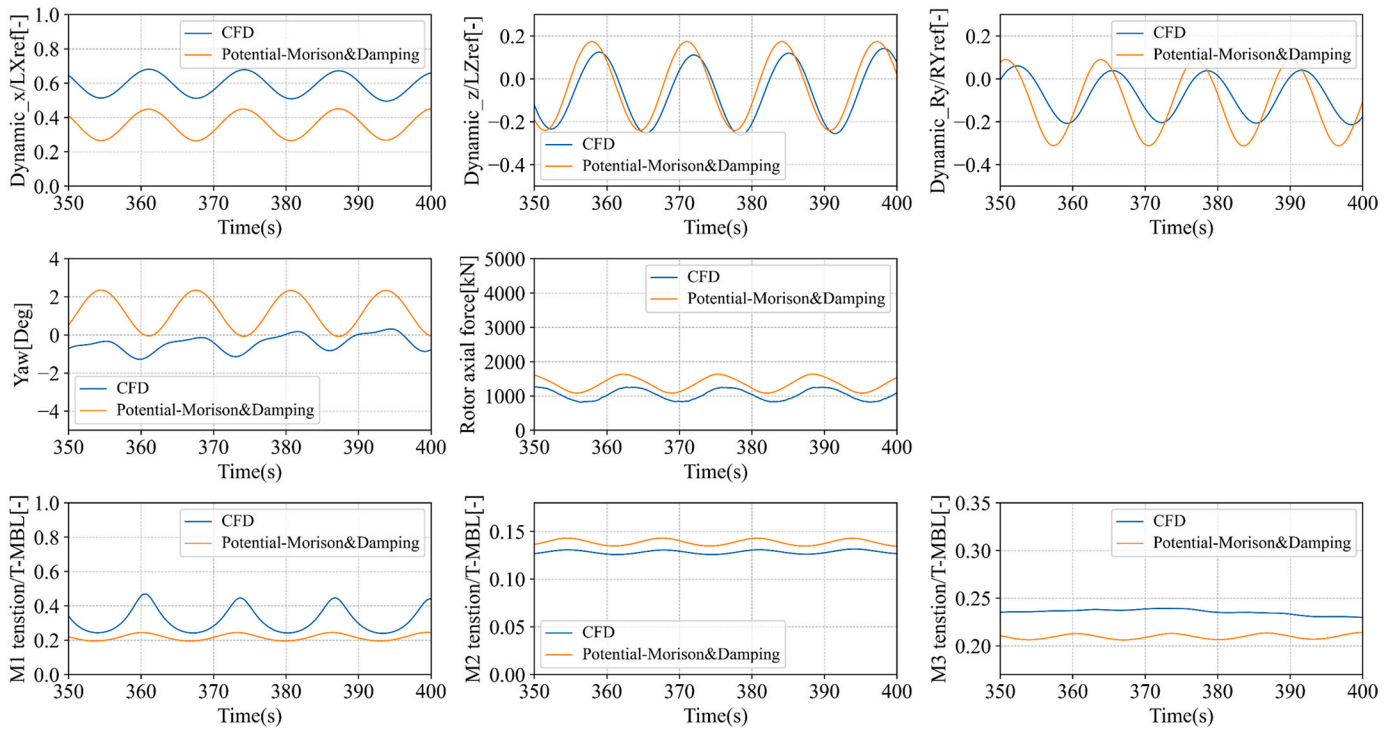 Dynamic_x/LXref[-]
1.0
0.8
0.6
0.4
0.2
0.0
CFD
Potential-Morison&Damping
350 360 370 380 390 400
Time(s)
Dynamic_z/LZref[-]
0.2
0.0
−0.2
−0.4
CFD
Potential-Morison&Damping
350 360 370 380 390 400
Time(s)
Dynamic_Ry/RYref[-]
0.2
0.0
−0.2
−0.4
CFD
Potential-Morison&Damping
350 360 370 380 390 400
Time(s)
Yaw[Deg]
4
2
0
−2
−4
CFD
Potential-Morison&Damping
350 360 370 380 390 400
Time(s)
Rotor axial force[kN]
5000
4000
3000
2000
1000
0
CFD
Potential-Morison&Damping
350 360 370 380 390 400
Time(s)
M1 tenstion/T-MBL[-]
1.0
0.8
0.6
0.4
0.2
0.0
CFD
Potential-Morison&Damping
350 360 370 380 390 400
Time(s)
M2 tenstion/T-MBL[-]
0.15
0.10
0.05
0.00
CFD
Potential-Morison&Damping
350 360 370 380 390 400
Time(s)
M3 tenstion/T-MBL[-]
0.35
0.30
0.25
0.20
CFD
Potential-Morison&Damping
350 360 370 380 390 400
Time(s)